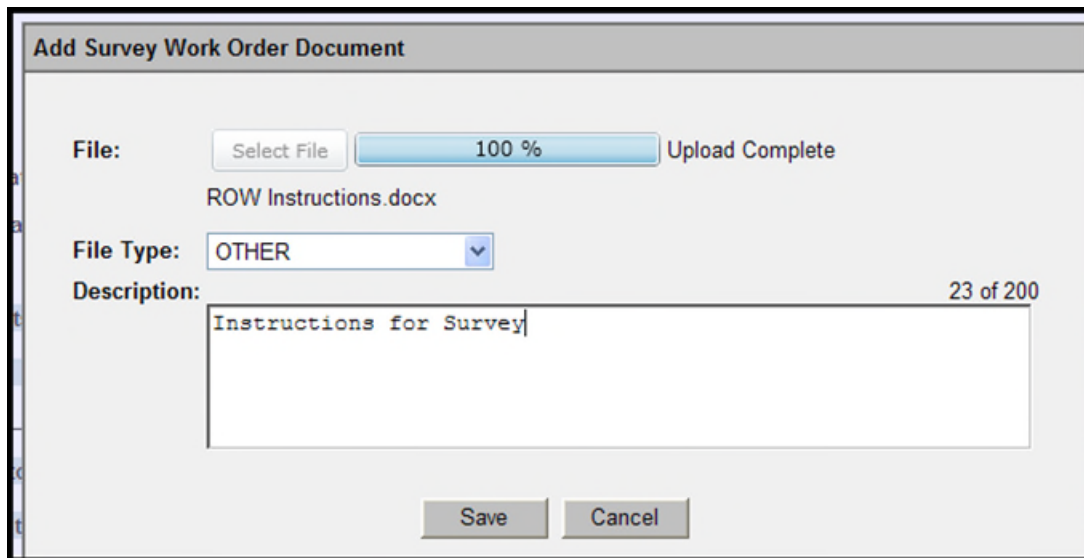 Add Survey Work Order Document
File: Select File 100 % Upload Complete
ROW Instructions.docx
File Type: OTHER
Description: 23 of 200
Instructions for Survey
Save Cancel